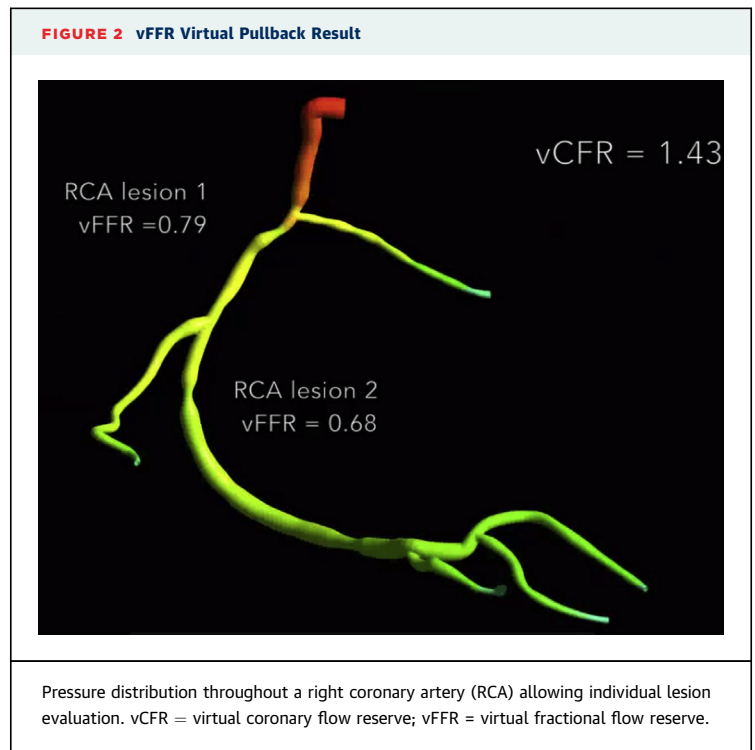 FIGURE 2 vFFR Virtual Pullback Result
vCFR = 1.43
RCA lesion 1
vFFR =0.79
RCA lesion 2
vFFR = 0.68
Pressure distribution throughout a right coronary artery (RCA) allowing individual lesion
evaluation. vCFR = virtual coronary flow reserve; vFFR = virtual fractional flow reserve.